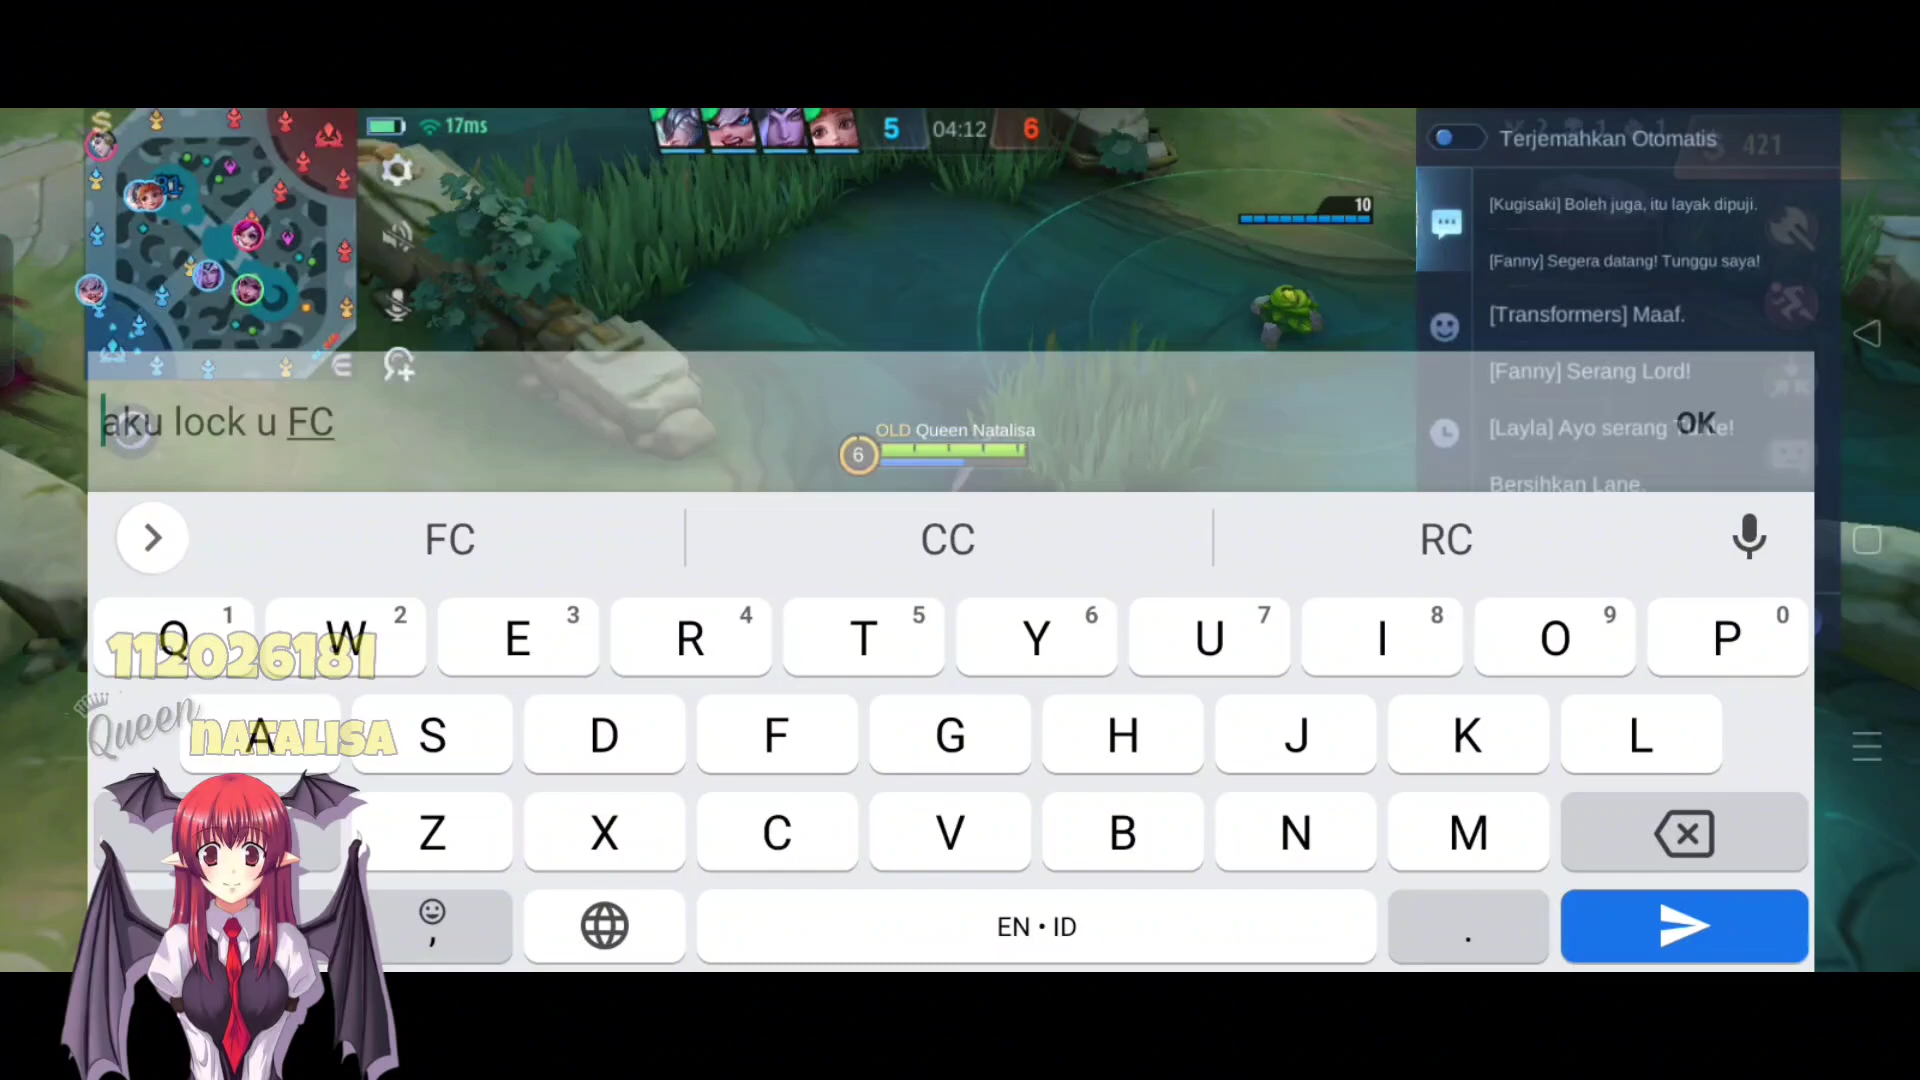 17ms
5 04:12 6
Terjemahkan Otomatis
421
10
[Kugisaki] Boleh juga, itu layak dipuji.
[Fanny] Segera datang! Tunggu saya!
[Transformers] Maaf.
[Fanny] Serang Lord!
[Layla] Ayo serang
Bersihkan Lane.
aku lock u FC
OK
OLD Queen Natalisa
6
FC CC RC
Q 1 W 2 E 3 R 4 T 5 Y 6 U 7 I 8 O 9 P 0
112026181
A S D F G H J K L
Queen
NATALISA
Z X C V B N M
, EN • ID .